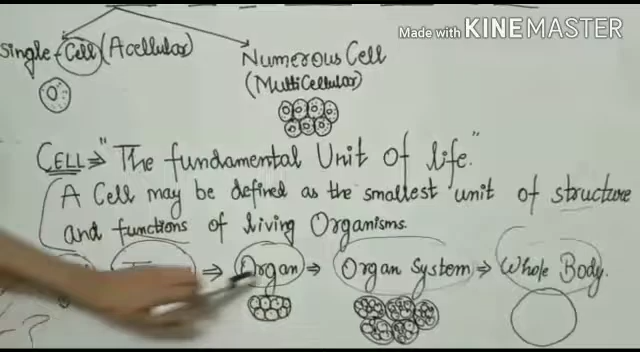 Made with KINEMASTER
Single-Cell (Acellular)
Numerous Cell
(MultiCellular)
CELL ⇒ "The fundamental Unit Of life."
A Cell may be defined as the smallest unit of structure
and functions of living Organisms.
⇒ Organ ⇒ Organ System ⇒ Whole Body.
?